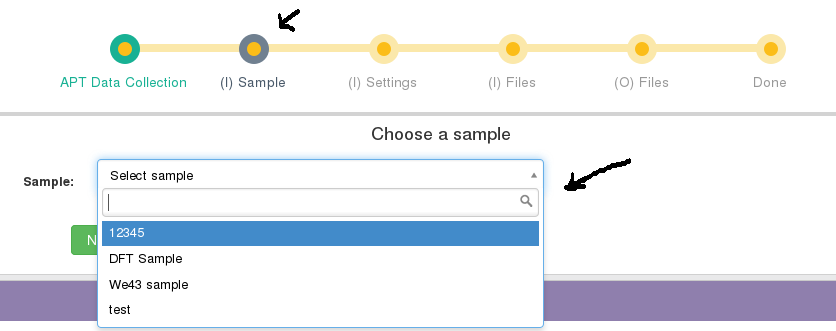 APT Data Collection (I) Sample (I) Settings (I) Files (O) Files Done
Choose a sample
Sample: Select sample
12345
DFT Sample
We43 sample
test